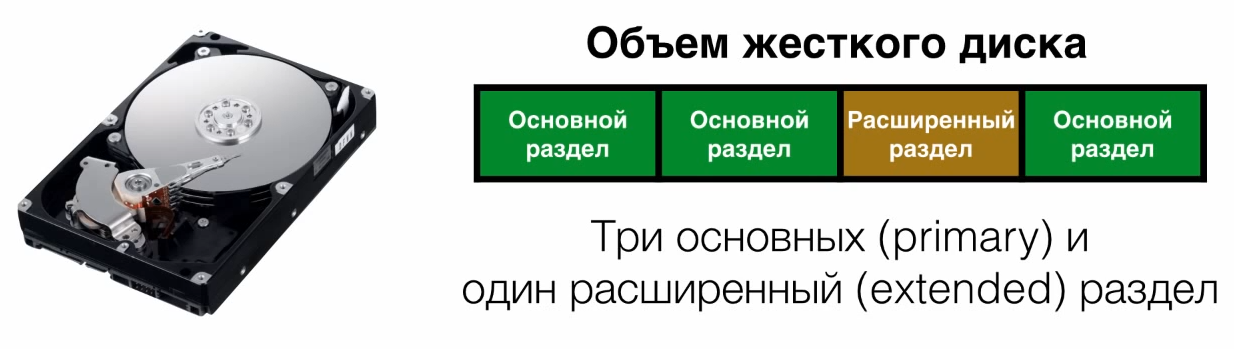 Объем жесткого диска
Основной
раздел
Основной
раздел
Расширенный
раздел
Основной
раздел
Три основных (primary) и
один расширенный (extended) раздел